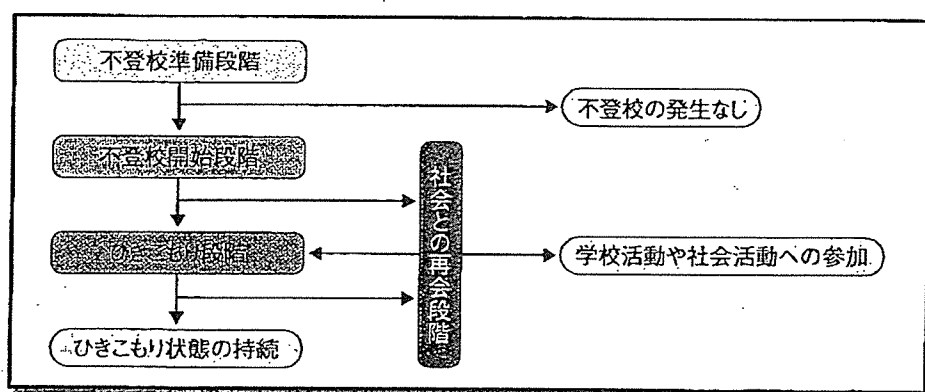 不登校準備段階
不登校の発生なし
不登校開始段階
社会との再会段階
ひきこもり段階
学校活動や社会活動への参加
ひきこもり状態の持続